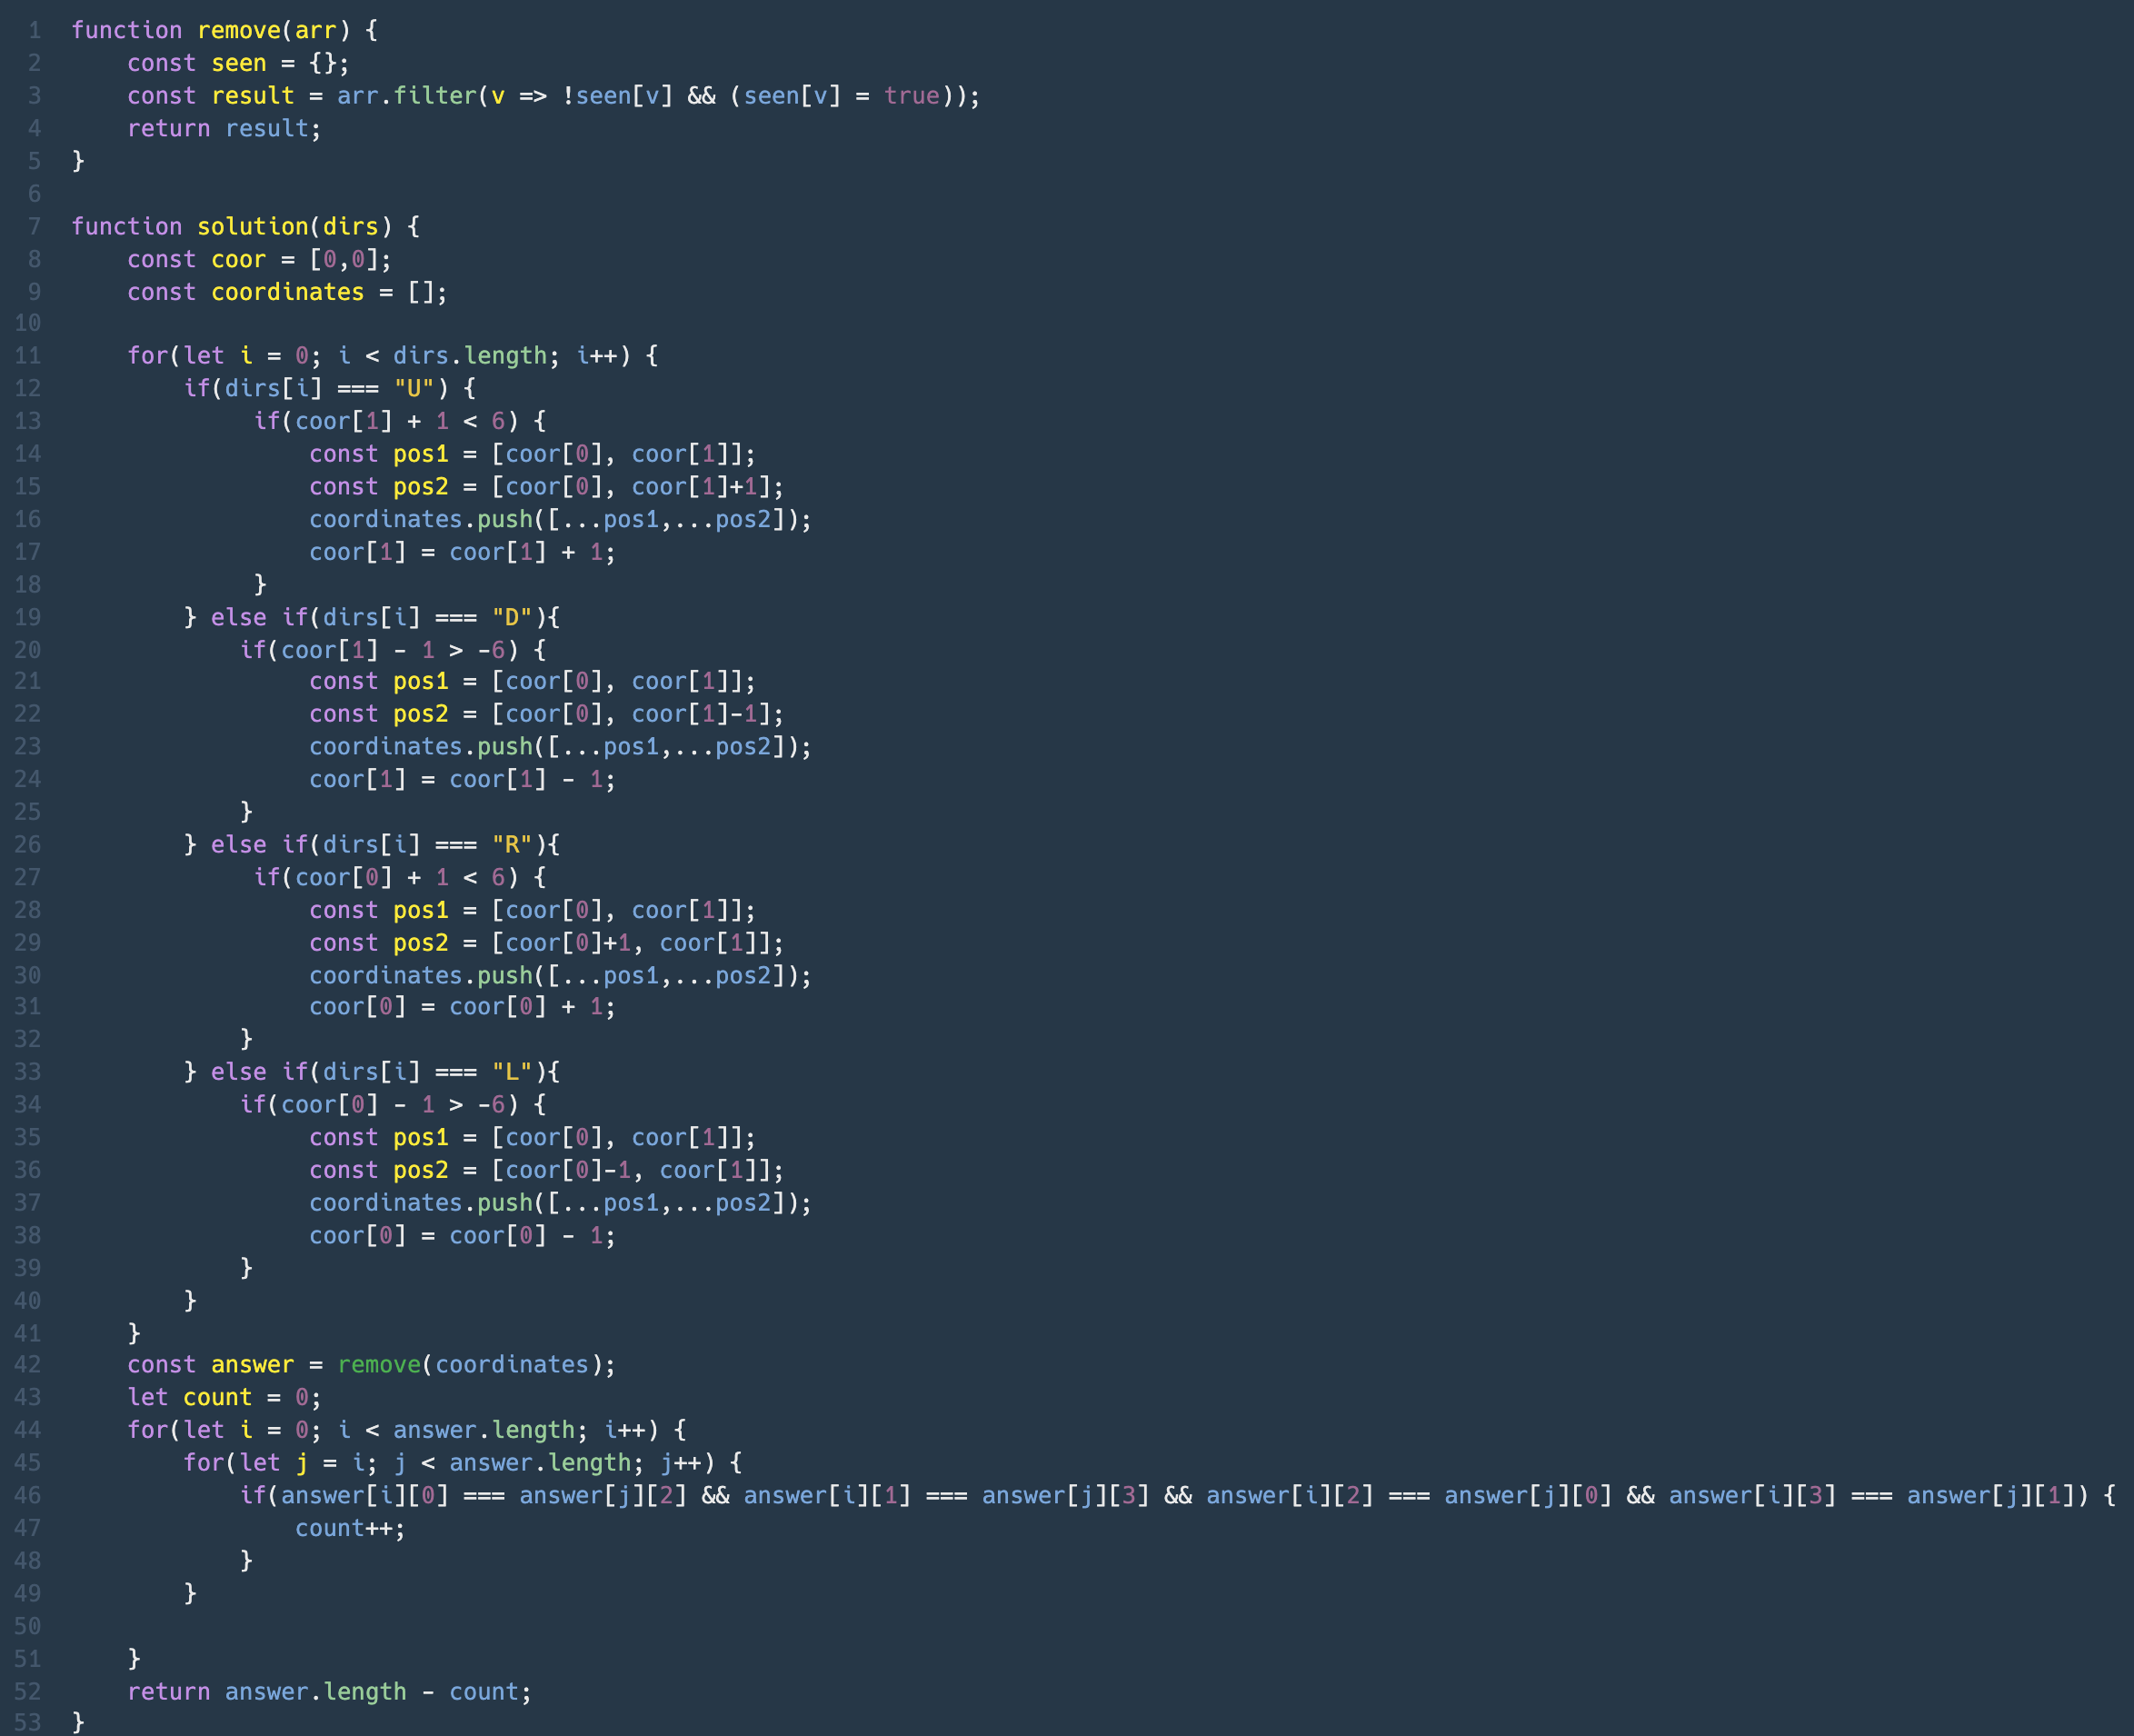 1 function remove(arr) {
2     const seen = {};
3     const result = arr.filter(v => !seen[v] && (seen[v] = true));
4     return result;
5 }
6
7 function solution(dirs) {
8     const coor = [0,0];
9     const coordinates = [];
10
11     for(let i = 0; i < dirs.length; i++) {
12         if(dirs[i] === "U") {
13              if(coor[1] + 1 < 6) {
14                  const pos1 = [coor[0], coor[1]];
15                  const pos2 = [coor[0], coor[1]+1];
16                  coordinates.push([...pos1,...pos2]);
17                  coor[1] = coor[1] + 1;
18              }
19         } else if(dirs[i] === "D"){
20             if(coor[1] - 1 > -6) {
21                  const pos1 = [coor[0], coor[1]];
22                  const pos2 = [coor[0], coor[1]-1];
23                  coordinates.push([...pos1,...pos2]);
24                  coor[1] = coor[1] - 1;
25             }
26         } else if(dirs[i] === "R"){
27              if(coor[0] + 1 < 6) {
28                  const pos1 = [coor[0], coor[1]];
29                  const pos2 = [coor[0]+1, coor[1]];
30                  coordinates.push([...pos1,...pos2]);
31                  coor[0] = coor[0] + 1;
32             }
33         } else if(dirs[i] === "L"){
34             if(coor[0] - 1 > -6) {
35                  const pos1 = [coor[0], coor[1]];
36                  const pos2 = [coor[0]-1, coor[1]];
37                  coordinates.push([...pos1,...pos2]);
38                  coor[0] = coor[0] - 1;
39             }
40         }
41     }
42     const answer = remove(coordinates);
43     let count = 0;
44     for(let i = 0; i < answer.length; i++) {
45         for(let j = i; j < answer.length; j++) {
46             if(answer[i][0] === answer[j][2] && answer[i][1] === answer[j][3] && answer[i][2] === answer[j][0] && answer[i][3] === answer[j][1]) {
47                 count++;
48             }
49         }
50
51     }
52     return answer.length - count;
53 }